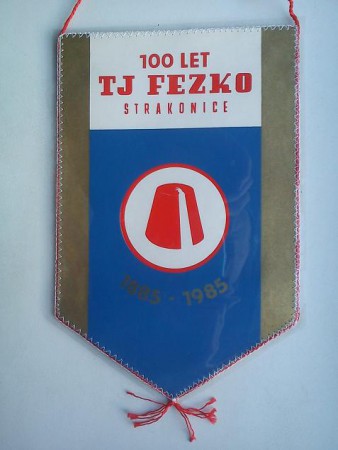 100 LET
TJ FEZKO
STRAKONICE
1885 - 1985